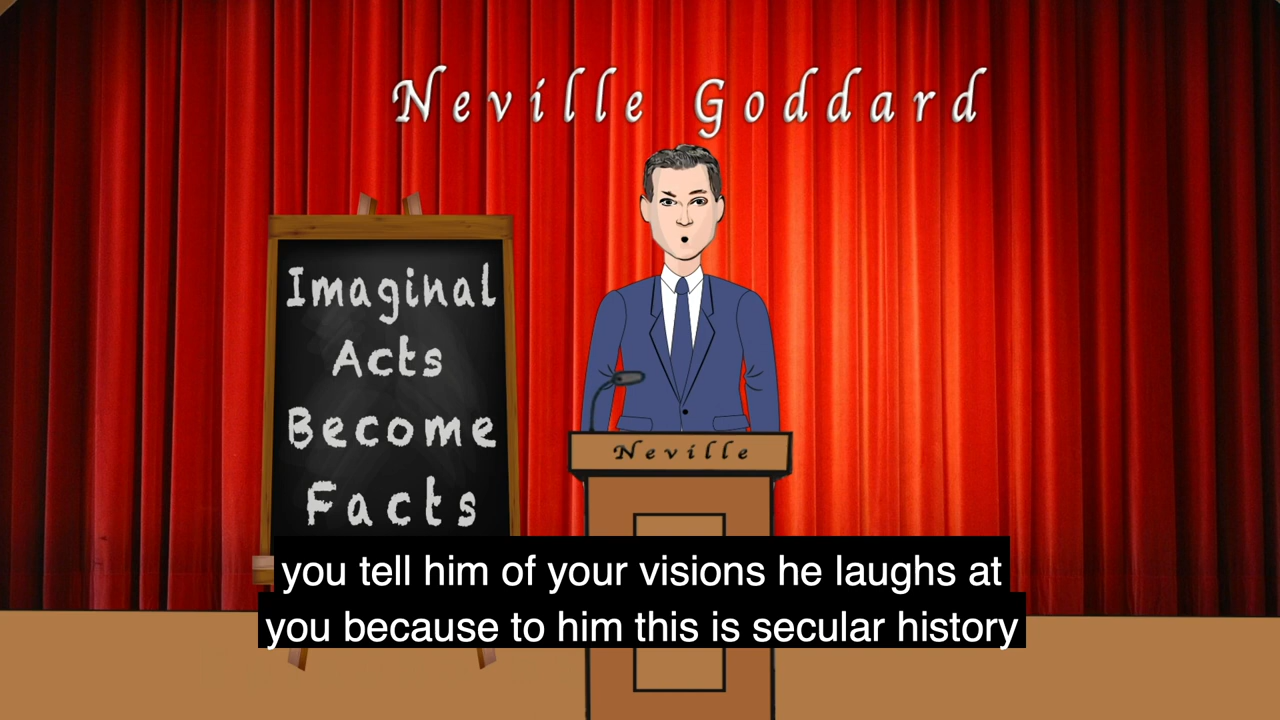 Neville Goddard
Imaginal
Acts
Become
Facts
Neville
you tell him of your visions he laughs at
you because to him this is secular history